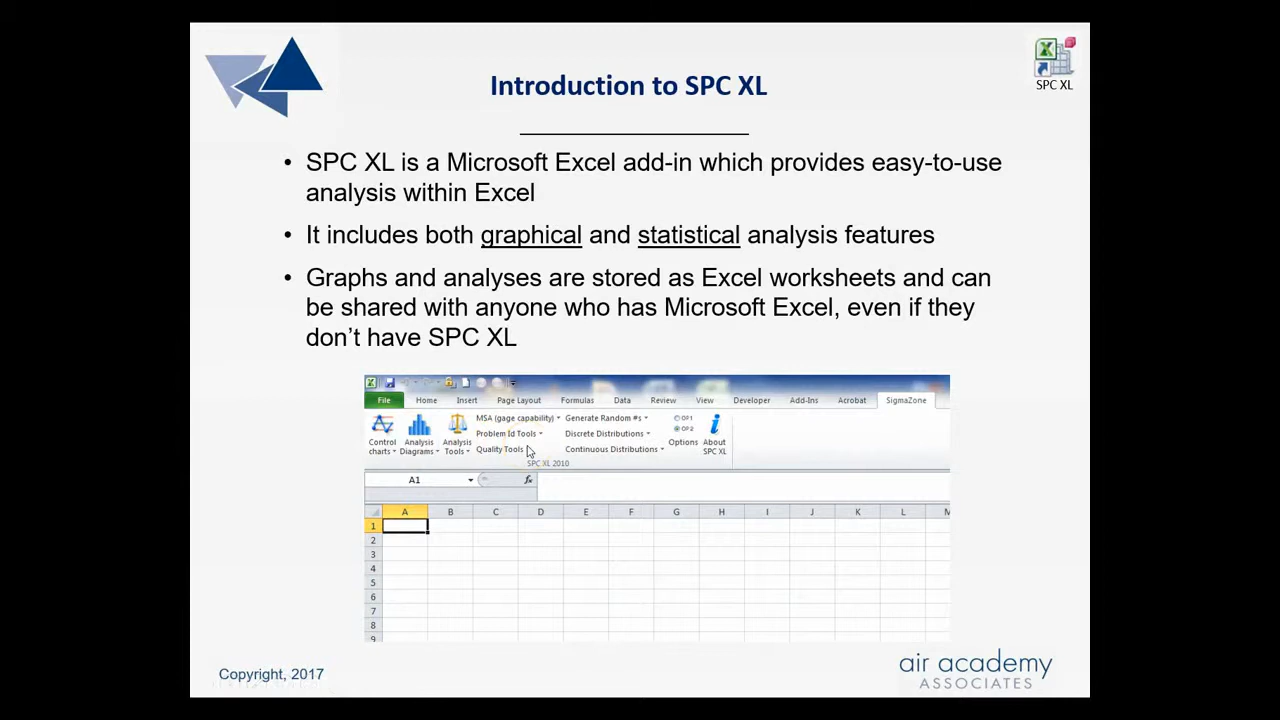 Introduction to SPC XL
SPC XL
• SPC XL is a Microsoft Excel add-in which provides easy-to-use
analysis within Excel
• It includes both graphical and statistical analysis features
• Graphs and analyses are stored as Excel worksheets and can
be shared with anyone who has Microsoft Excel, even if they
don’t have SPC XL
File Home Insert Page Layout Formulas Data Review View Developer Add-Ins Acrobat SigmaZone
MSA (gage capability) Generate Random #s OP1
Problem Id Tools Discrete Distributions OP2
Control charts Analysis Diagrams Analysis Tools Quality Tools Continuous Distributions Options About SPC XL
SPC XL 2010
A1 fx
A B C D E F G H I J K L M
1
2
3
4
5
6
7
8
9
Copyright, 2017
air academy
ASSOCIATES